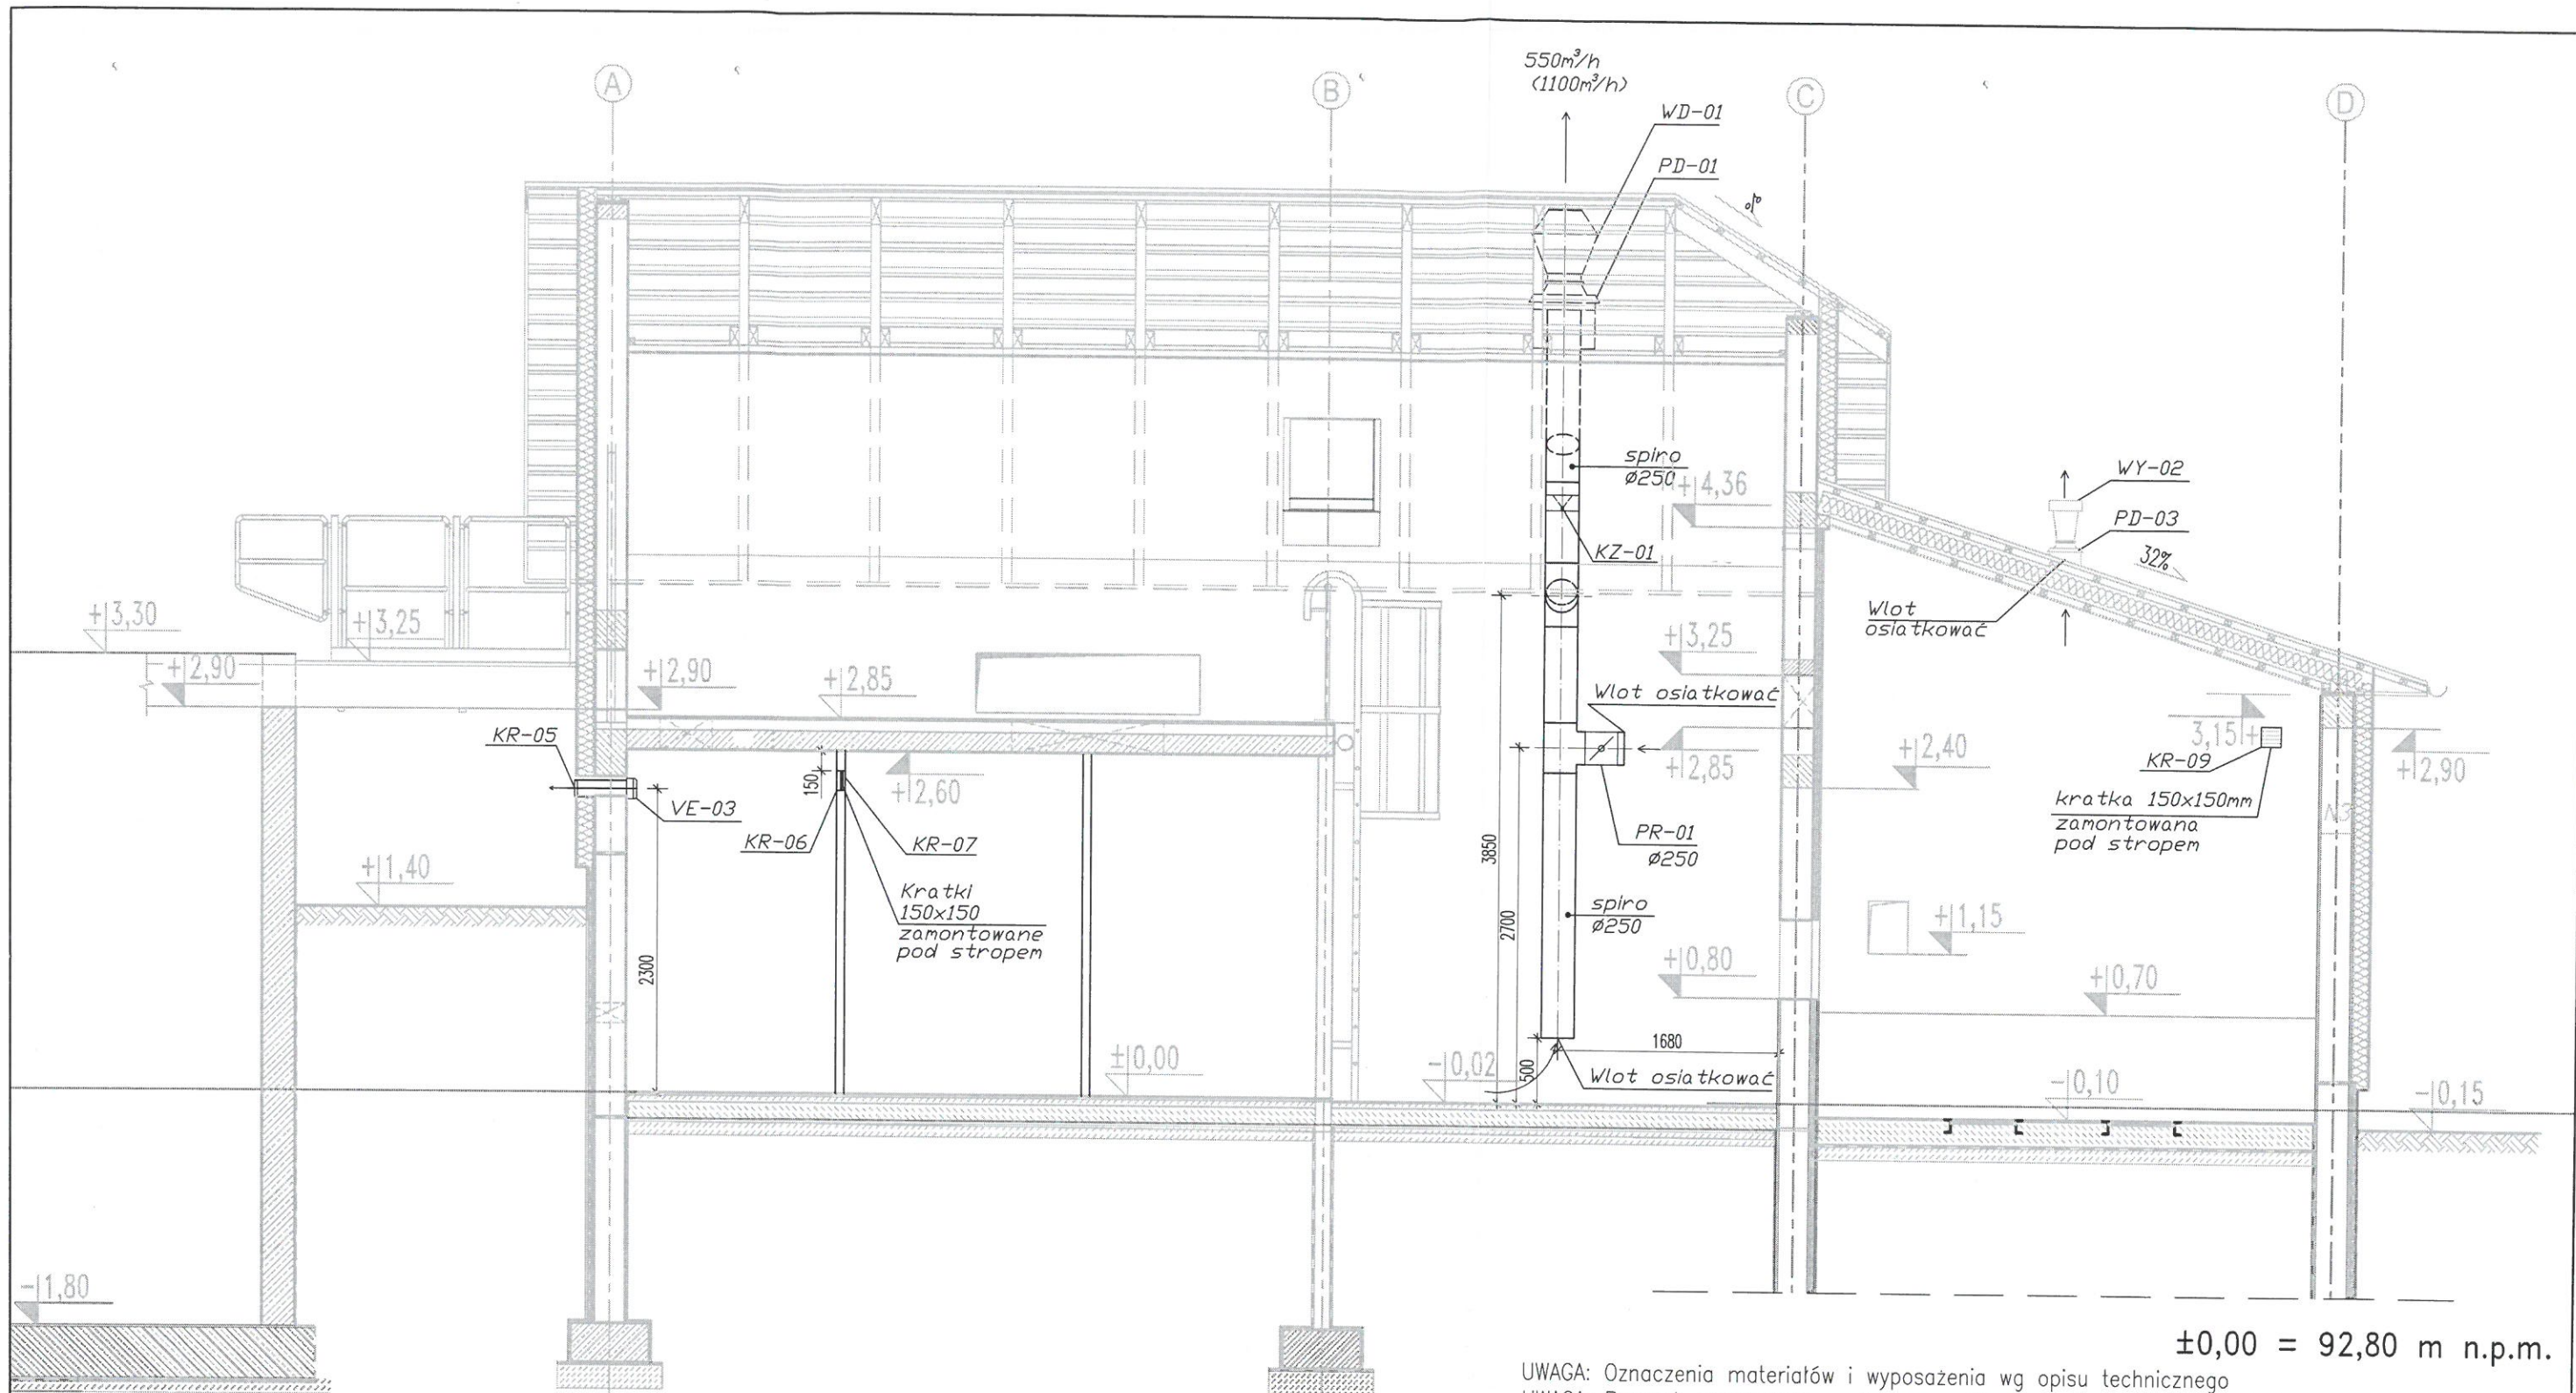 A
B
C
D
550m³/h
(1100m³/h)
WD-01
PD-01
%
spiro
ø250
+4,36
KZ-01
WY-02
PD-03
32%
Wlot
osiatkować
+3,30
+3,25
+2,90
+2,90
+2,85
+3,25
Wlot osiatkować
KR-05
3,15+
KR-09
+2,90
+2,85
+2,40
150
+2,60
VE-03
KR-06
KR-07
PR-01
ø250
kratka 150x150mm
zamontowana
pod stropem
N3
3850
+1,40
Kratki
150x150
zamontowane
pod stropem
spiro
ø250
2700
+1,15
2300
+0,80
+0,70
±0,00
-0,02
500
1680
Wlot osiatkować
-0,10
-0,15
-1,80
±0,00 = 92,80 m n.p.m.
UWAGA: Oznaczenia materiałów i wyposażenia wg opisu technicznego